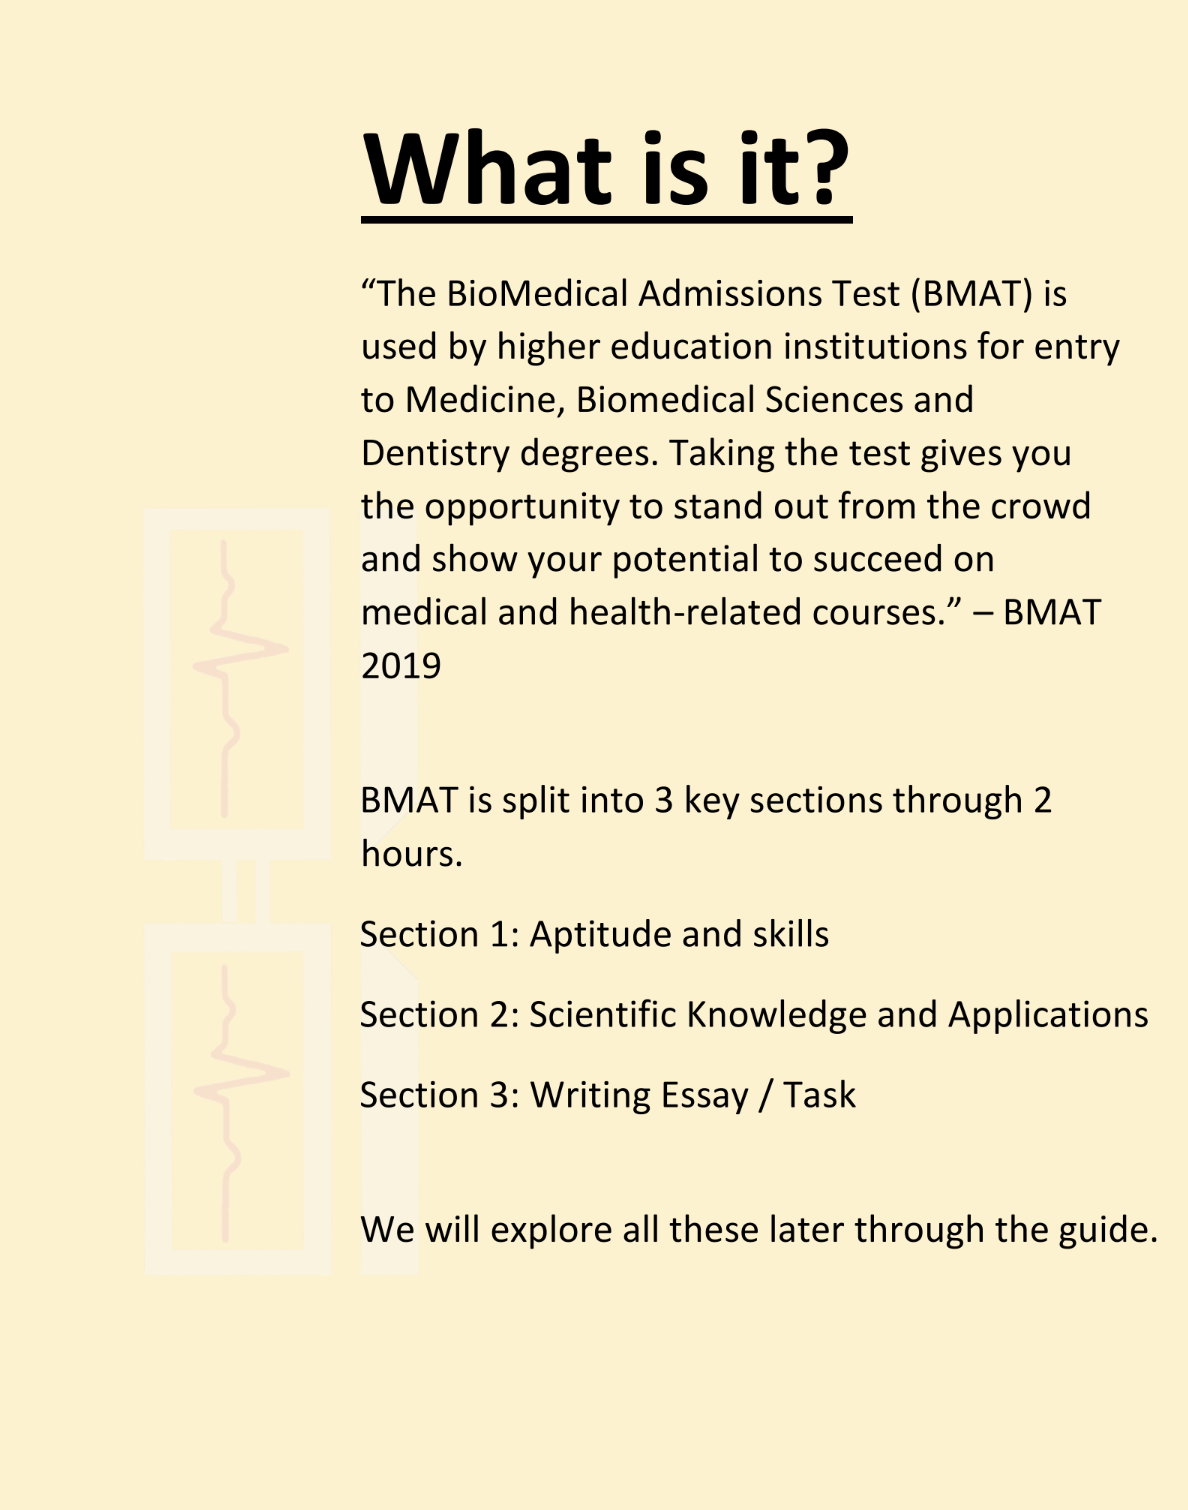 What is it?
“The BioMedical Admissions Test (BMAT) is
used by higher education institutions for entry
to Medicine, Biomedical Sciences and
Dentistry degrees. Taking the test gives you
the opportunity to stand out from the crowd
and show your potential to succeed on
medical and health-related courses.” – BMAT
2019
BMAT is split into 3 key sections through 2
hours.
Section 1: Aptitude and skills
Section 2: Scientific Knowledge and Applications
Section 3: Writing Essay / Task
We will explore all these later through the guide.